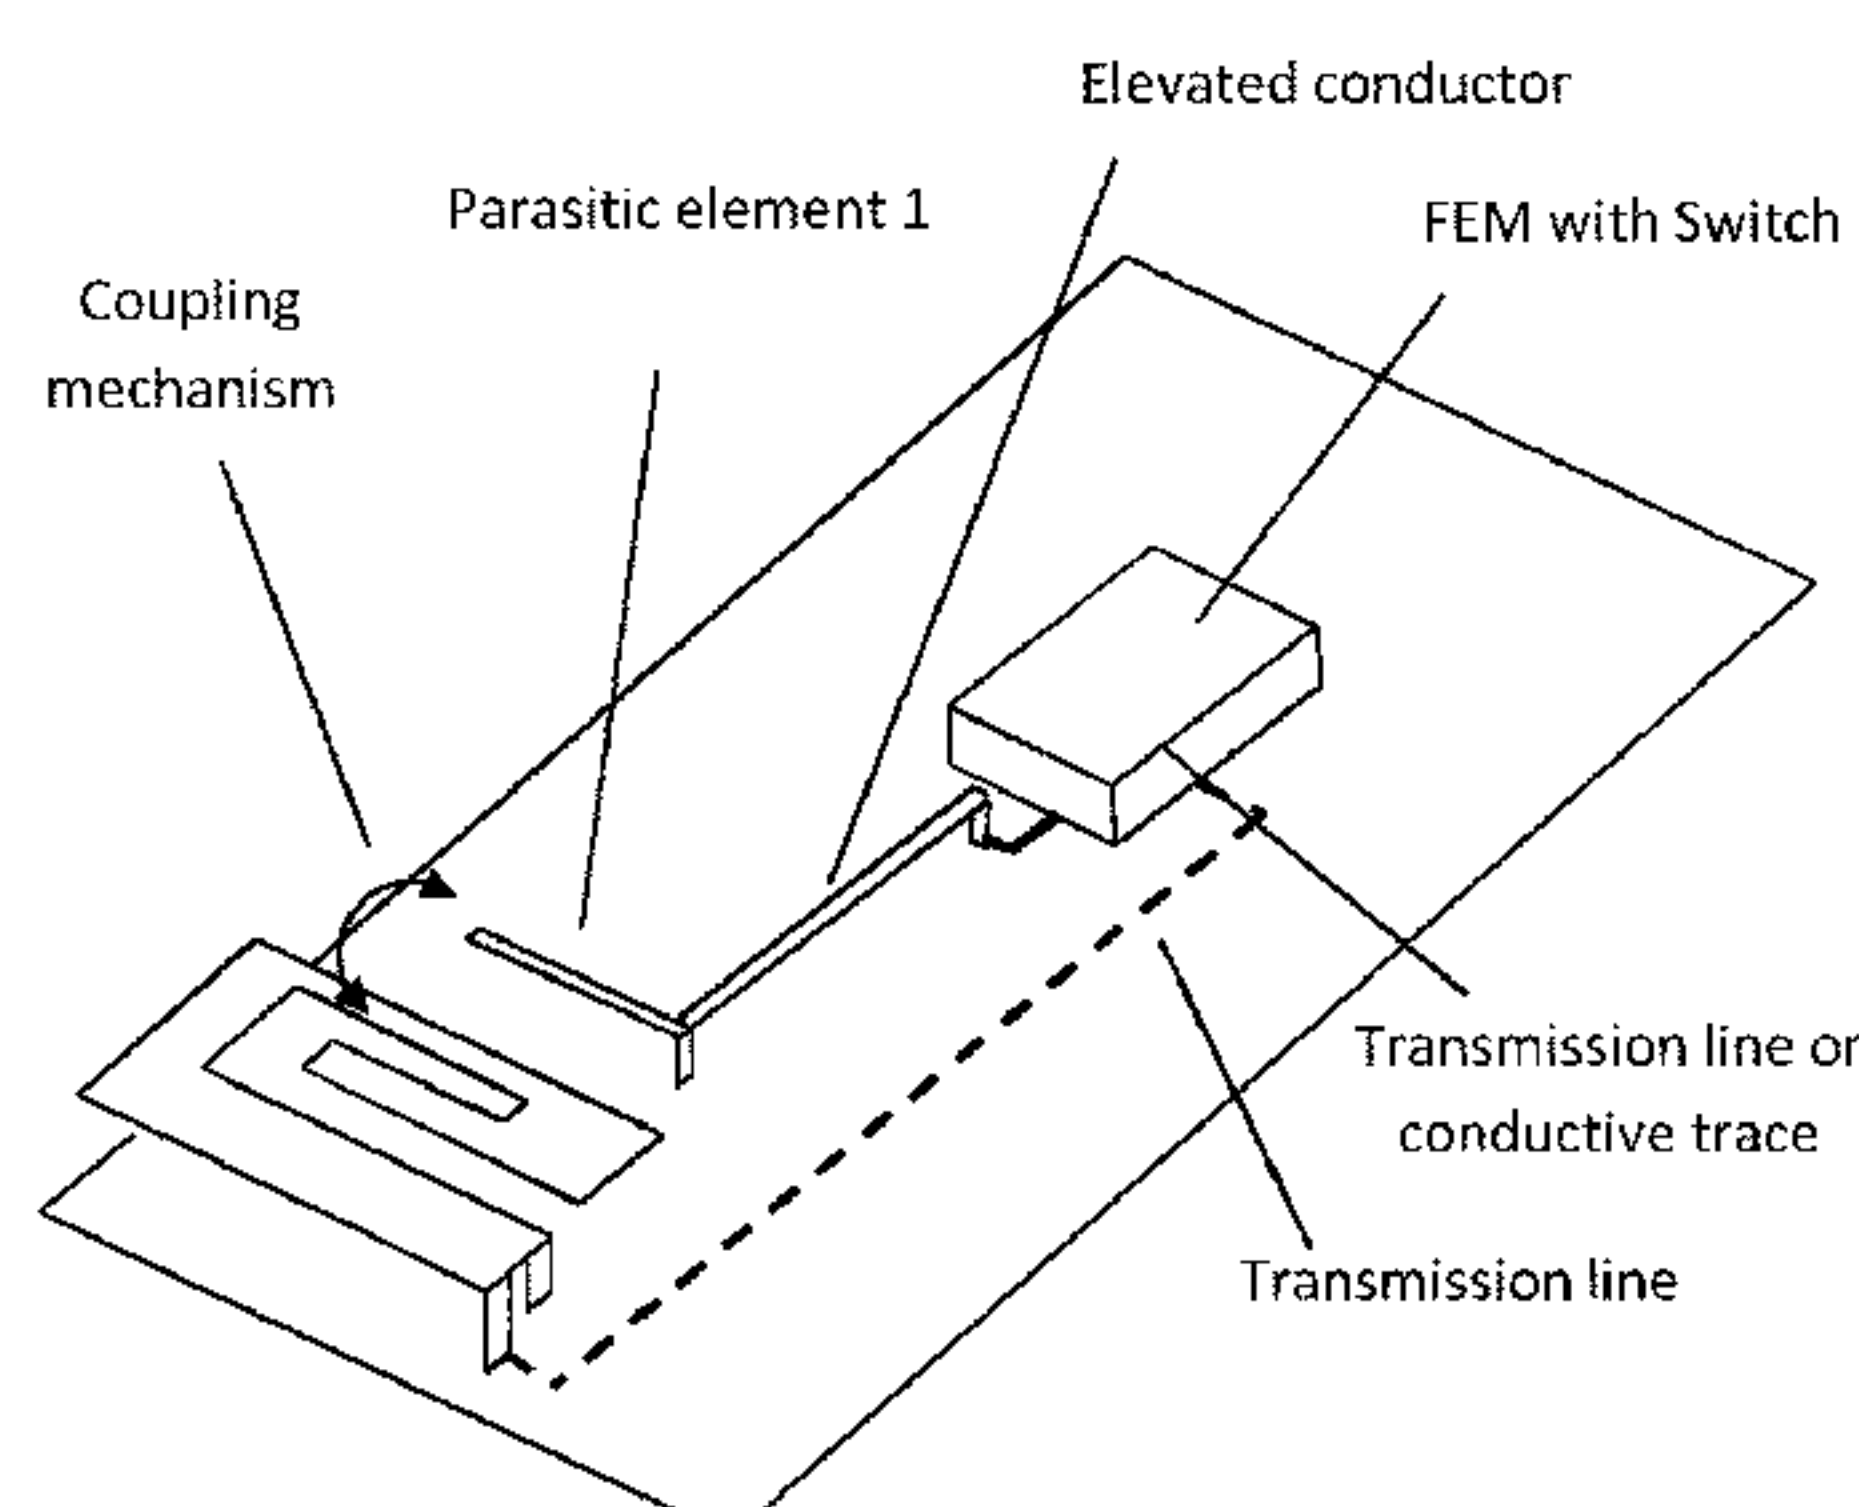 Elevated conductor
Parasitic element 1
FEM with Switch
Coupling
mechanism
Transmission line or
conductive trace
Transmission line